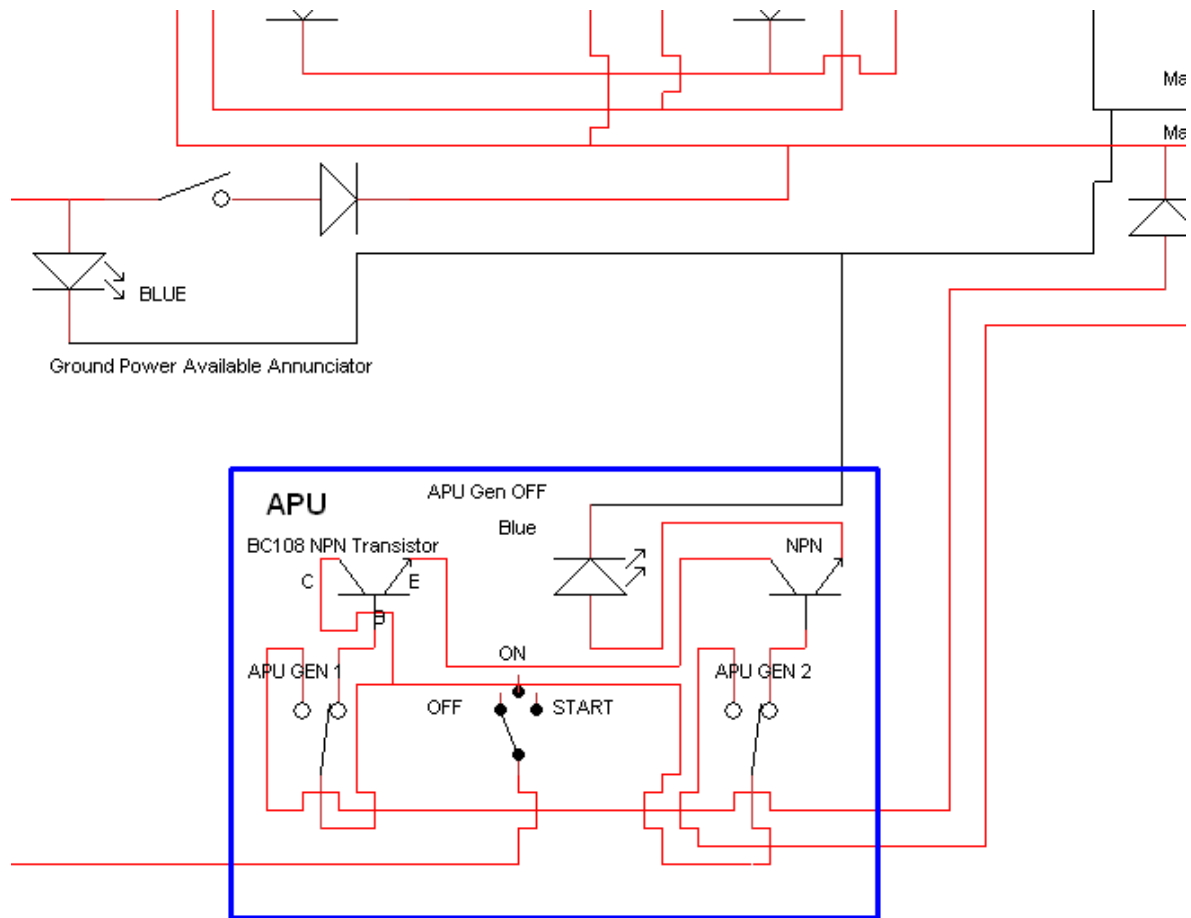 Ma
Ma
BLUE
Ground Power Available Annunciator
APU
APU Gen OFF
Blue
BC108 NPN Transistor
NPN
C
E
B
ON
APU GEN 1
APU GEN 2
OFF
START